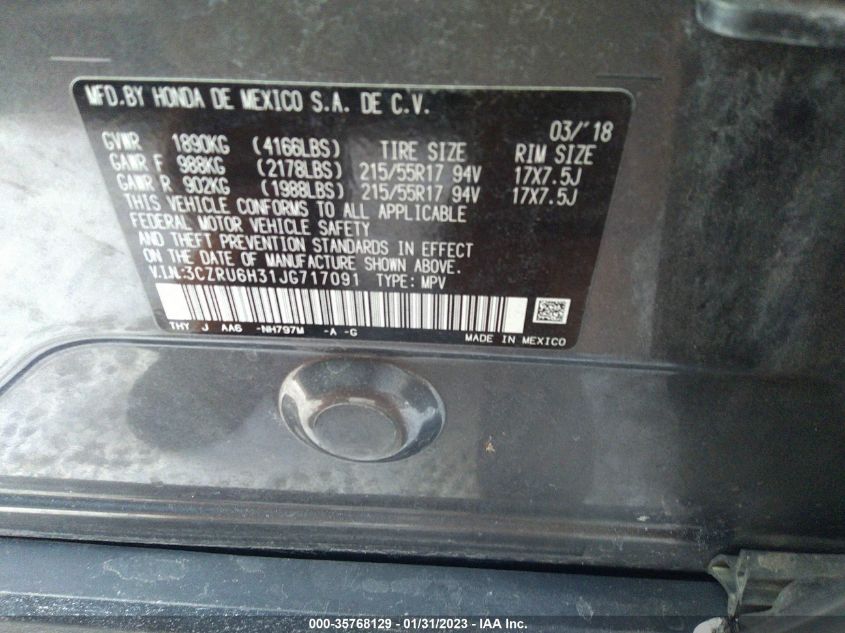 MFD.BY HONDA DE MEXICO S.A. DE C.V.
03/'18
GVWR 1890KG (4166LBS) TIRE SIZE RIM SIZE
GAWR F 988KG (2178LBS) 215/55R17 94V 17X7.5J
GAWR R 902KG (1988LBS) 215/55R17 94V 17X7.5J
THIS VEHICLE CONFORMS TO ALL APPLICABLE
FEDERAL MOTOR VEHICLE SAFETY
AND THEFT PREVENTION STANDARDS IN EFFECT
ON THE DATE OF MANUFACTURE SHOWN ABOVE.
V.I.N:3CZRU6H31JG717091 TYPE: MPV
THY J AA6 -NH797M -A -G MADE IN MEXICO
000-35768129 - 01/31/2023 - IAA Inc.